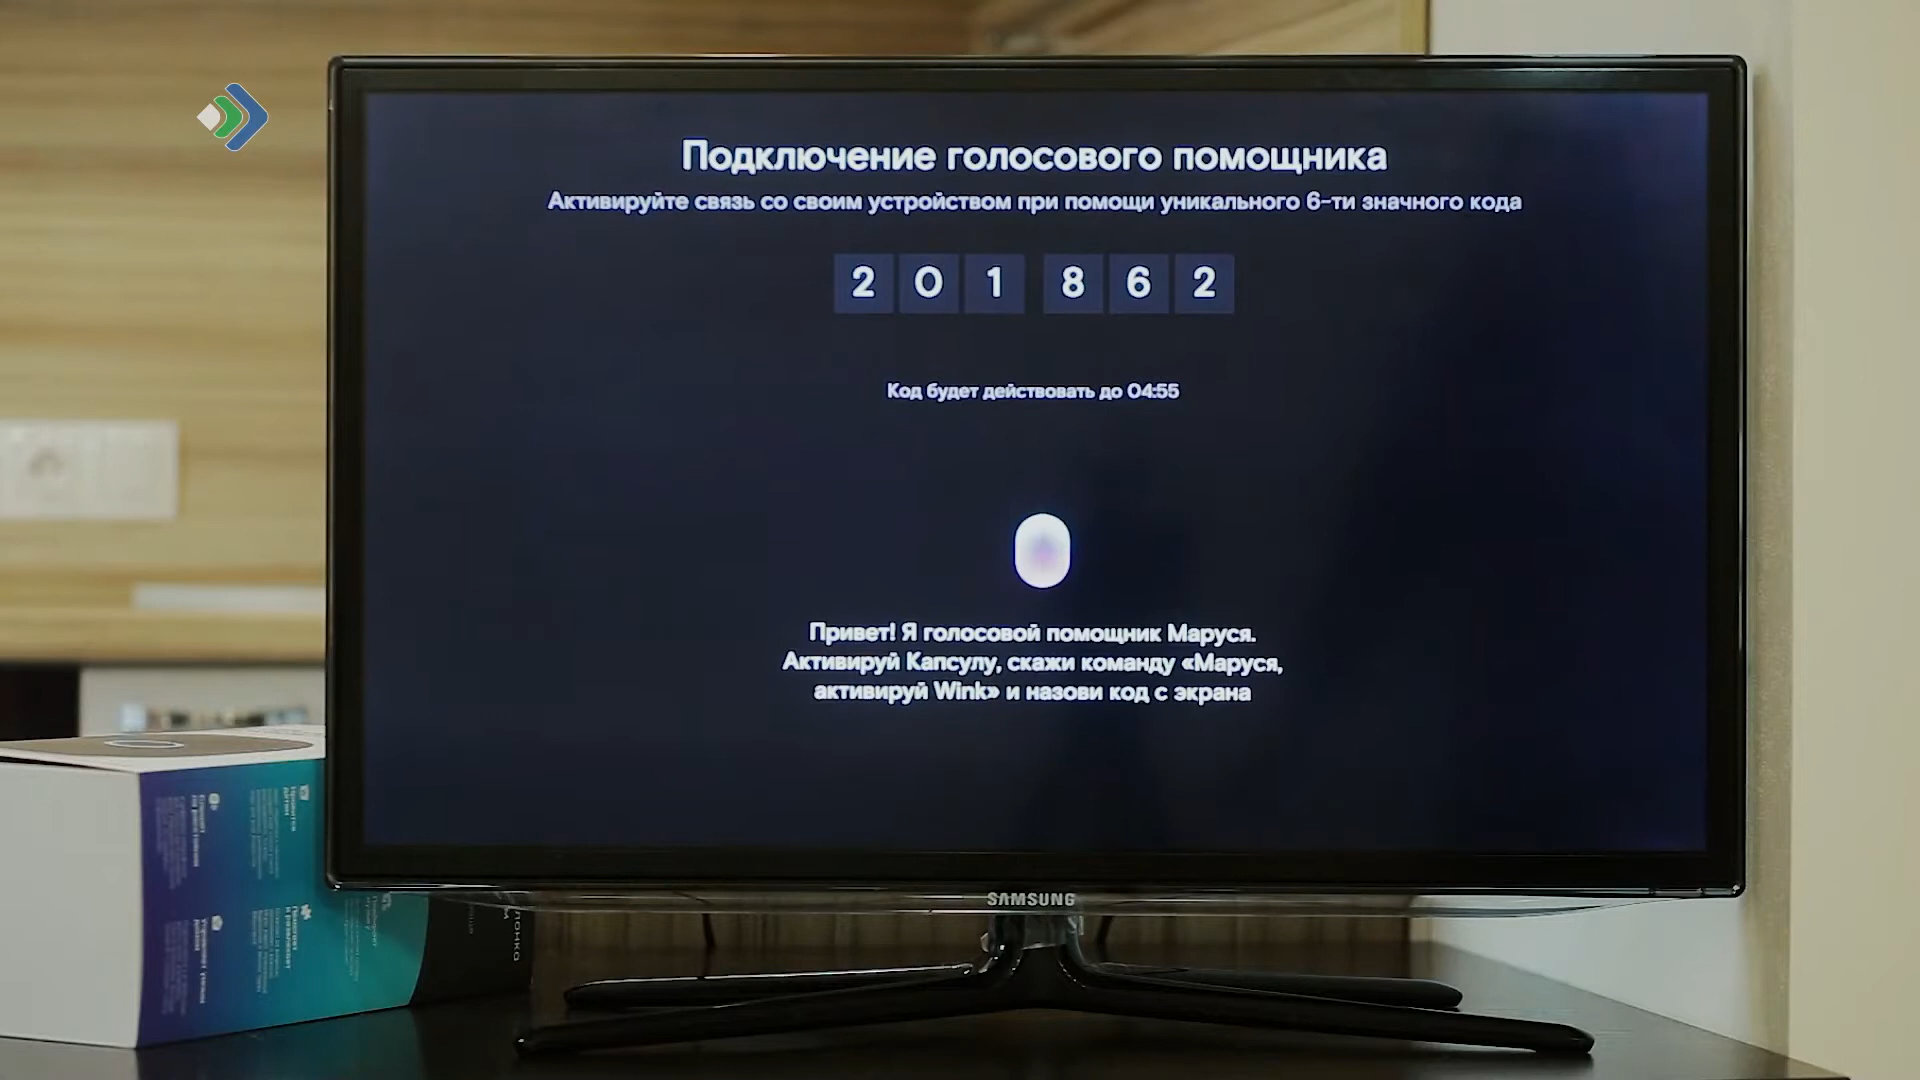 Подключение голосового помощника
Активируйте связь со своим устройством при помощи уникального 6-ти значного кода
2 0 1 8 6 2
Код будет действовать до 04:55
Привет! Я голосовой помощник Маруся.
Активируй Капсулу, скажи команду «Маруся,
активируй Wink» и назови код с экрана
SAMSUNG